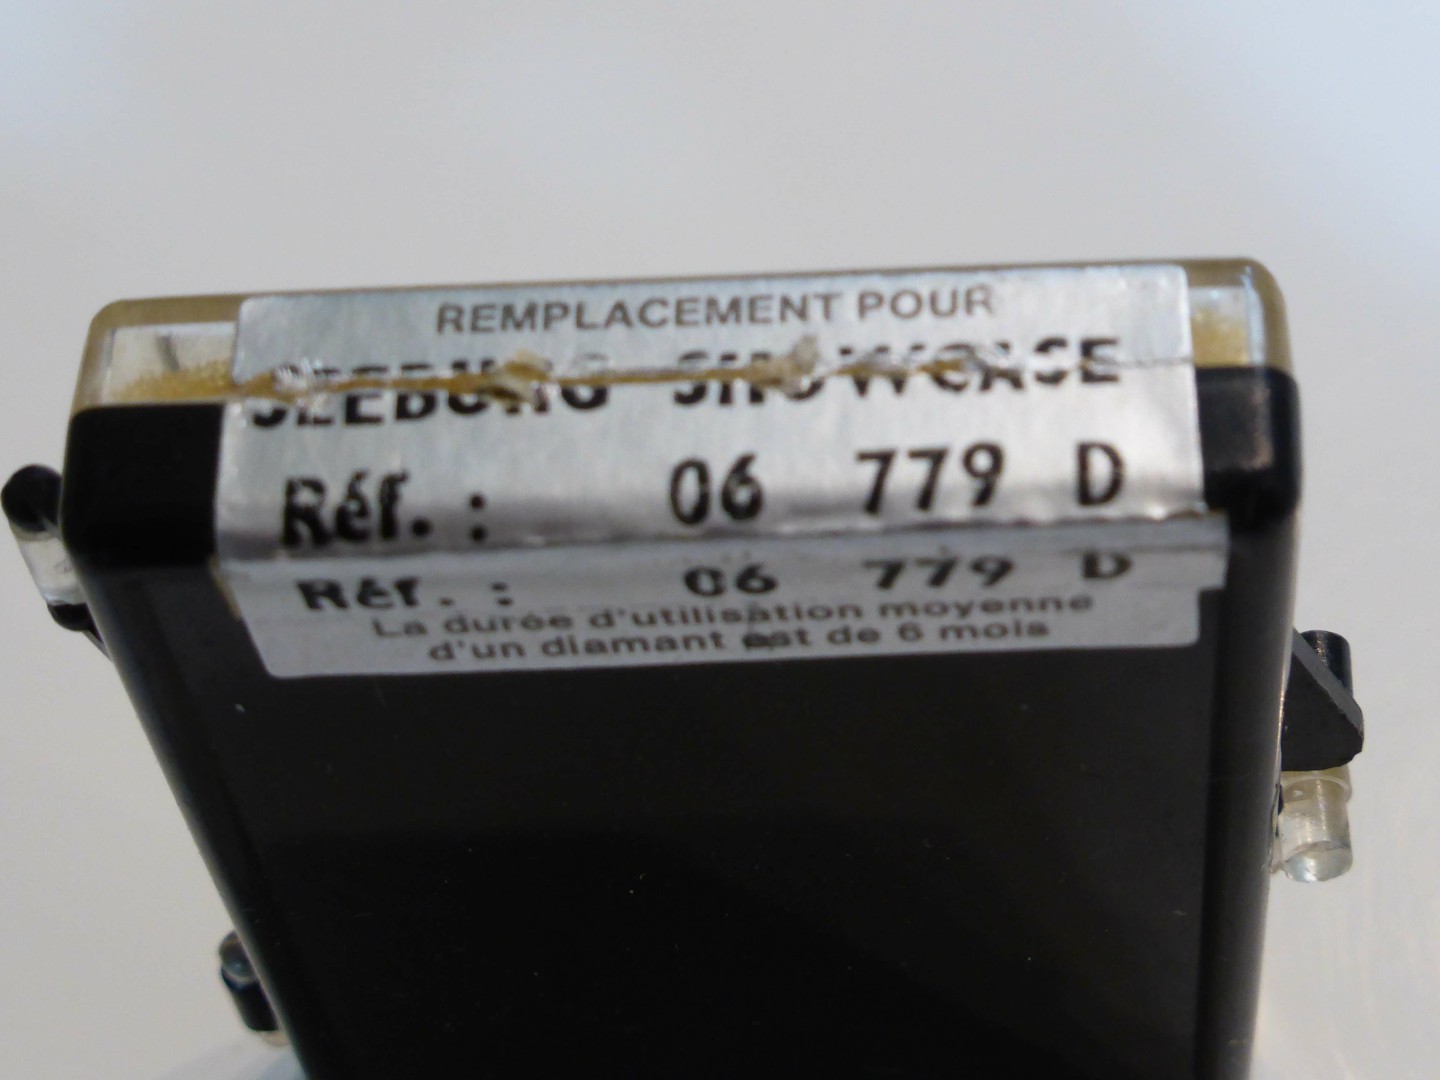 REMPLACEMENT POUR
SEEBURG SHOWCASE
Réf. : 06 779 D
Réf. : 06 779 D
La durée d'utilisation moyenne
d'un diamant est de 6 mois